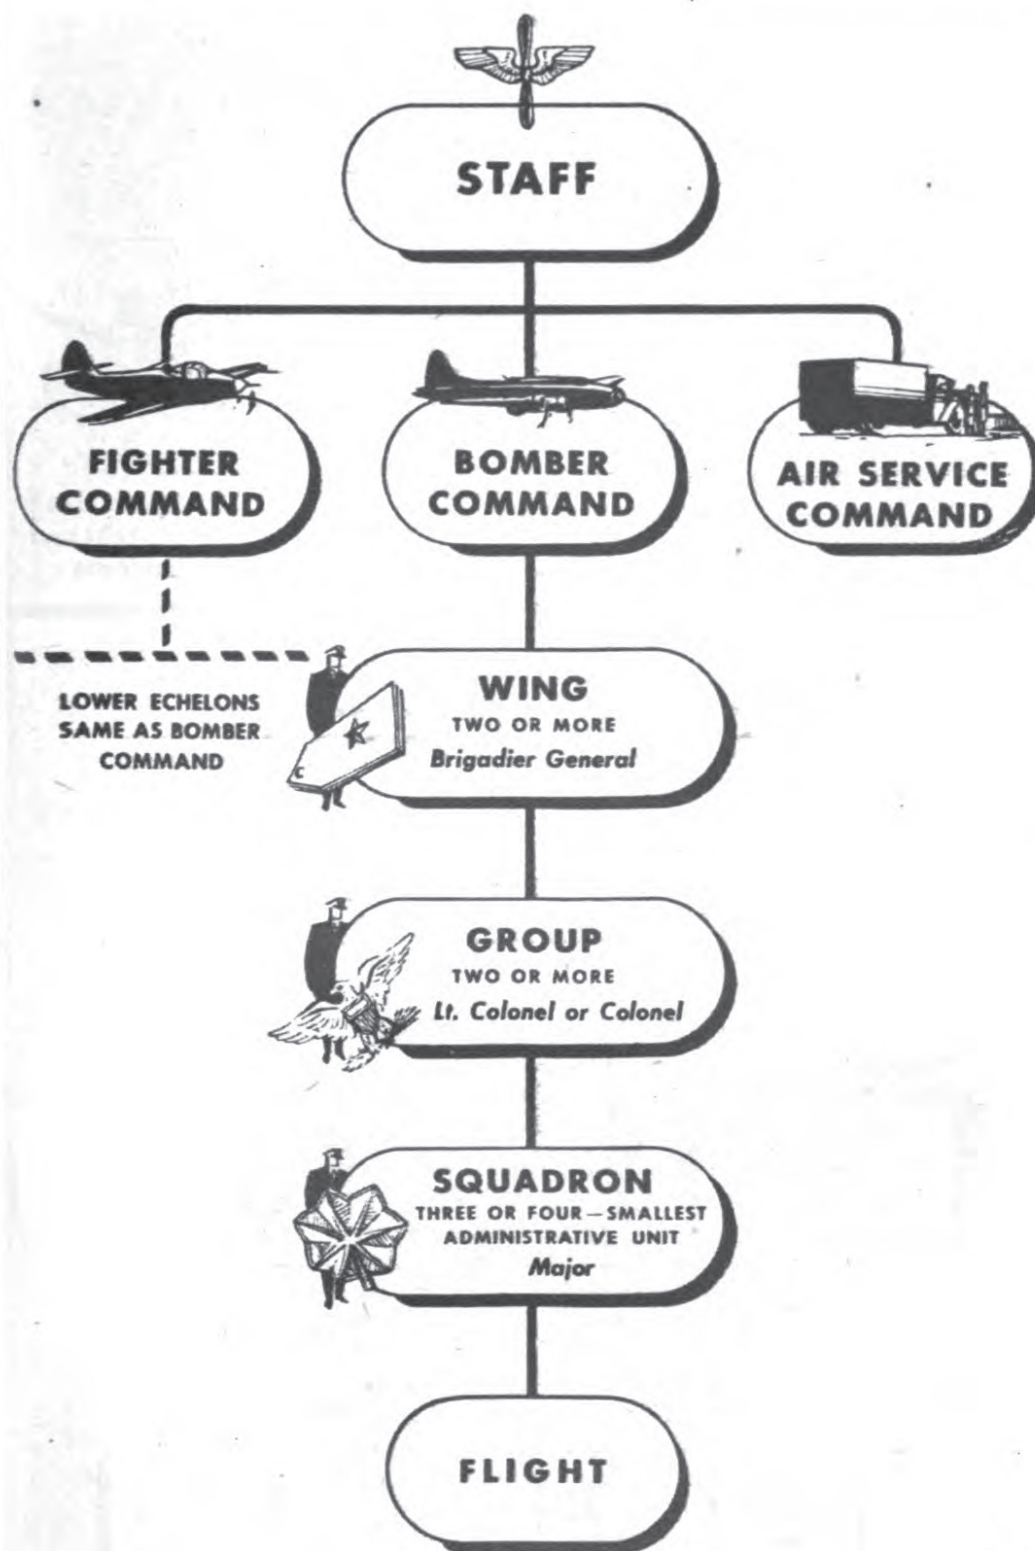 STAFF
FIGHTER
COMMAND
BOMBER
COMMAND
AIR SERVICE
COMMAND
LOWER ECHELONS
SAME AS BOMBER
COMMAND
WING
TWO OR MORE
Brigadier General
GROUP
TWO OR MORE
Lt. Colonel or Colonel
SQUADRON
THREE OR FOUR—SMALLEST
ADMINISTRATIVE UNIT
Major
FLIGHT